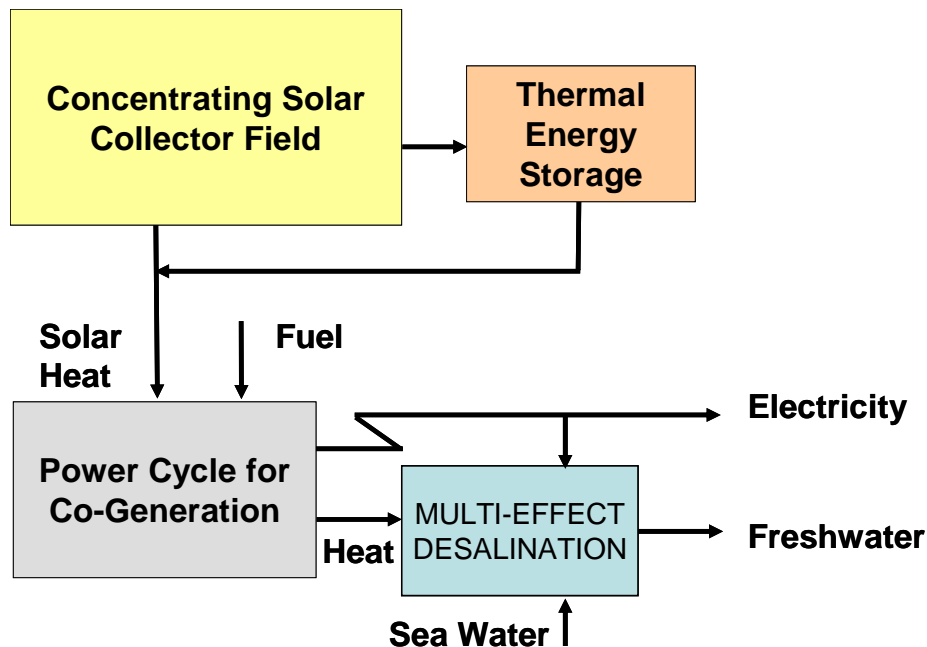 Concentrating Solar
Collector Field
Thermal
Energy
Storage
Solar
Heat
Fuel
Power Cycle for
Co-Generation
Electricity
MULTI-EFFECT
DESALINATION
Heat
Freshwater
Sea Water